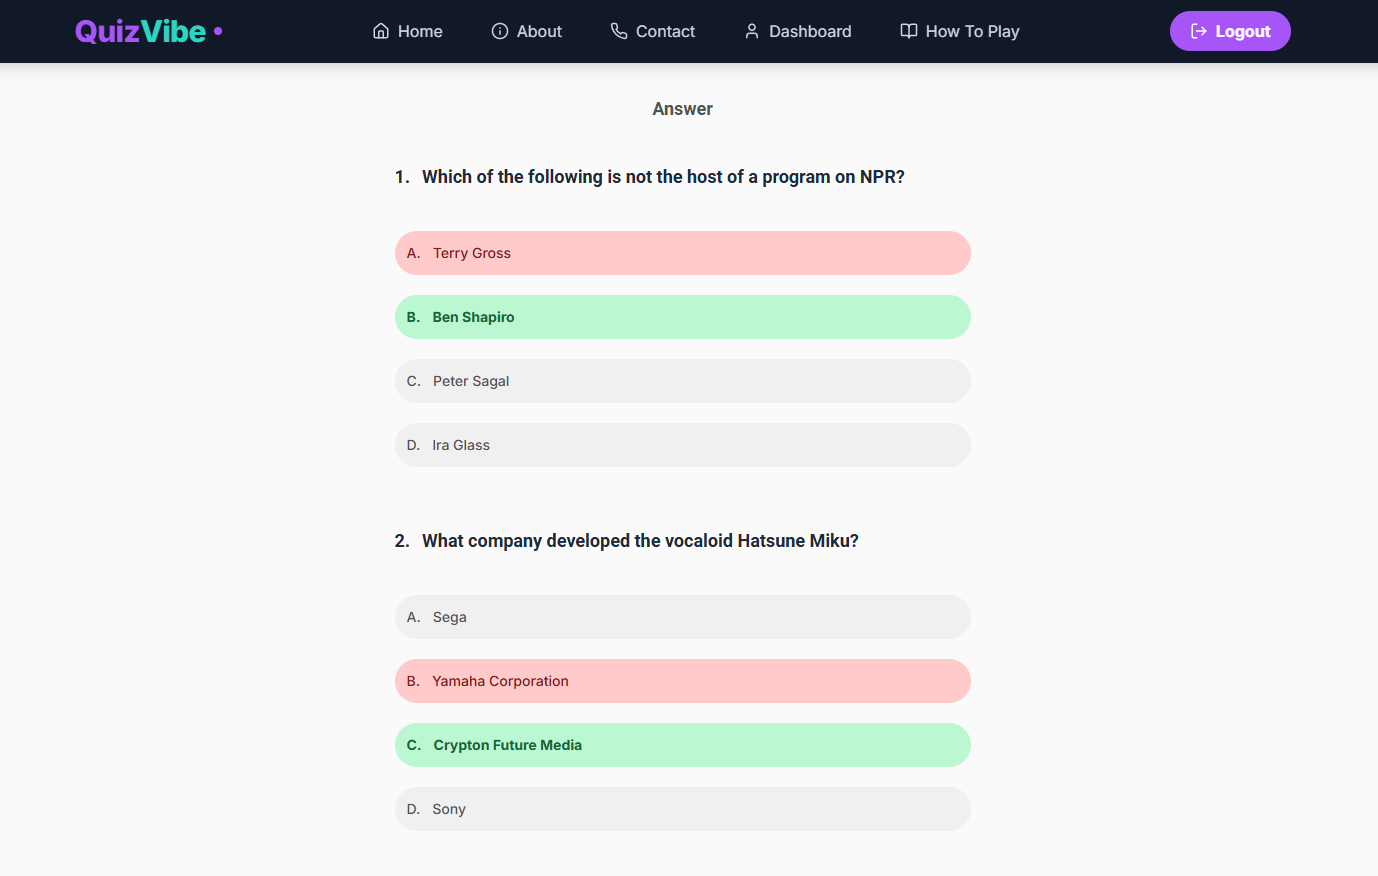 QuizVibe
Home
About
Contact
Dashboard
How To Play
Logout
Answer
1. Which of the following is not the host of a program on NPR?
A. Terry Gross
B. Ben Shapiro
C. Peter Sagal
D. Ira Glass
2. What company developed the vocaloid Hatsune Miku?
A. Sega
B. Yamaha Corporation
C. Crypton Future Media
D. Sony